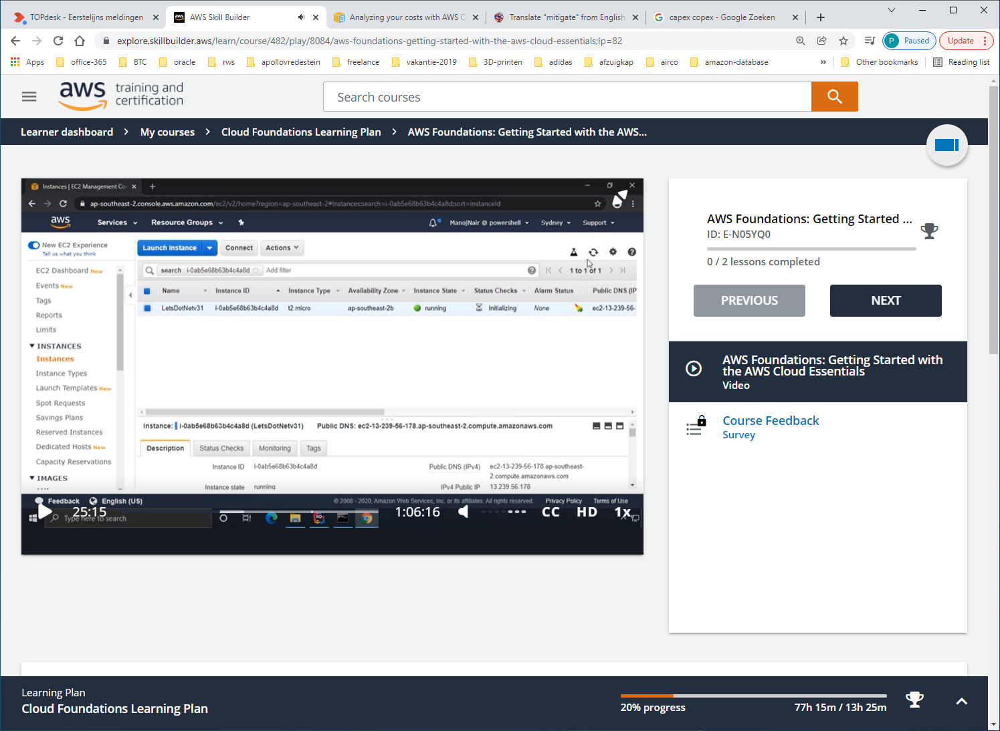 TOPdesk - Eerstelijns meldingen
AWS Skill Builder
Analyzing your costs with AWS C
Translate "mitigate" from English
capex copex - Google Zoeken
explore.skillbuilder.aws/learn/course/482/play/8084/aws-foundations-getting-started-with-the-aws-cloud-essentials;lp=82
P Paused
Update
Apps office-365 BTC oracle rws apollovredestein freelance vakantie-2019 3D-printen adidas afzuigkap airco amazon-database » Other bookmarks Reading list
aws training and certification
Search courses
Learner dashboard > My courses > Cloud Foundations Learning Plan > AWS Foundations: Getting Started with the AWS...
Instances | EC2 Management Co
ap-southeast-2.console.aws.amazon.com/ec2/v2/home?region=ap-southeast-2#Instances:search=i-0ab5e68b63b4c4a8d;sort=instanceId
aws Services Resource Groups ManojNair @ powershell Sydney Support
New EC2 Experience
Tell us what you think
EC2 Dashboard New
Events New
Tags
Reports
Limits
INSTANCES
Instances
Instance Types
Launch Templates New
Spot Requests
Savings Plans
Reserved Instances
Dedicated Hosts New
Capacity Reservations
IMAGES
Launch Instance Connect Actions
search : i-0ab5e68b63b4c4a8d Add filter
1 to 1 of 1
Name Instance ID Instance Type Availability Zone Instance State Status Checks Alarm Status Public DNS (IP
LetsDotNetv31 i-0ab5e68b63b4c4a8d t2.micro ap-southeast-2b running Initializing None ec2-13-239-56-
Instance: i-0ab5e68b63b4c4a8d (LetsDotNetv31) Public DNS: ec2-13-239-56-178.ap-southeast-2.compute.amazonaws.com
Description Status Checks Monitoring Tags
Instance ID i-0ab5e68b63b4c4a8d
Public DNS (IPv4) ec2-13-239-56-178.ap-southeast-
2.compute.amazonaws.com
Instance state running
IPv4 Public IP 13.239.56.178
Feedback English (US)
© 2008 - 2020, Amazon Web Services, Inc. or its affiliates. All rights reserved. Privacy Policy Terms of Use
Type here to search
25:15
1:06:16
CC HD 1x
AWS Foundations: Getting Started ...
ID: E-N05YQ0
0 / 2 lessons completed
PREVIOUS
NEXT
AWS Foundations: Getting Started with
the AWS Cloud Essentials
Video
Course Feedback
Survey
Learning Plan
Cloud Foundations Learning Plan
20% progress
77h 15m / 13h 25m